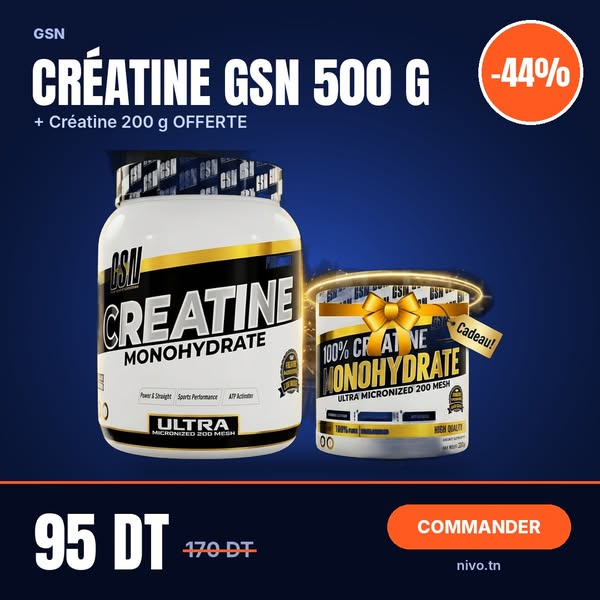 GSN
CRÉATINE GSN 500 G
-44%
+ Créatine 200 g OFFERTE
GSN
CREATINE
MONOHYDRATE
Power & Straight Sports Performance ATP Activates
ULTRA
MICRONIZED 200 MESH
Cadeau!
100% CREATINE
MONOHYDRATE
ULTRA MICRONIZED 200 MESH
HIGH QUALITY
95 DT
170 DT
COMMANDER
nivo.tn